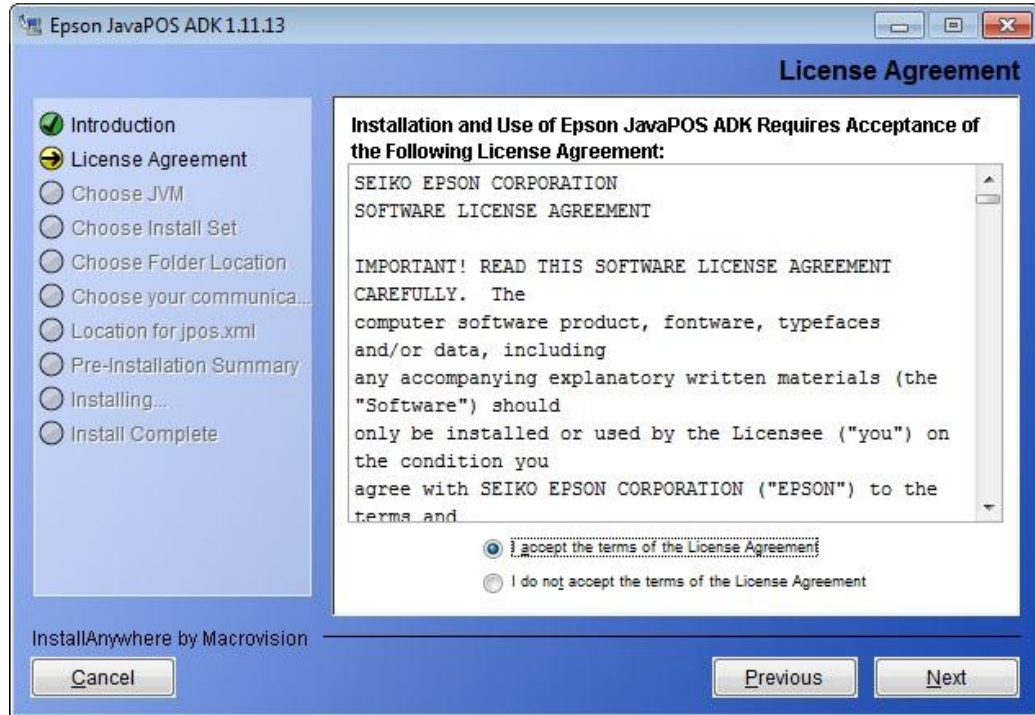 Epson JavaPOS ADK 1.11.13
License Agreement
Introduction
License Agreement
Choose JVM
Choose Install Set
Choose Folder Location
Choose your communica...
Location for jpos.xml
Pre-Installation Summary
Installing...
Install Complete
Installation and Use of Epson JavaPOS ADK Requires Acceptance of
the Following License Agreement:
SEIKO EPSON CORPORATION
SOFTWARE LICENSE AGREEMENT
IMPORTANT! READ THIS SOFTWARE LICENSE AGREEMENT
CAREFULLY.  The
computer software product, fontware, typefaces
and/or data, including
any accompanying explanatory written materials (the
"Software") should
only be installed or used by the Licensee ("you") on
the condition you
agree with SEIKO EPSON CORPORATION ("EPSON") to the
terms and
I accept the terms of the License Agreement
I do not accept the terms of the License Agreement
InstallAnywhere by Macrovision
Cancel
Previous
Next